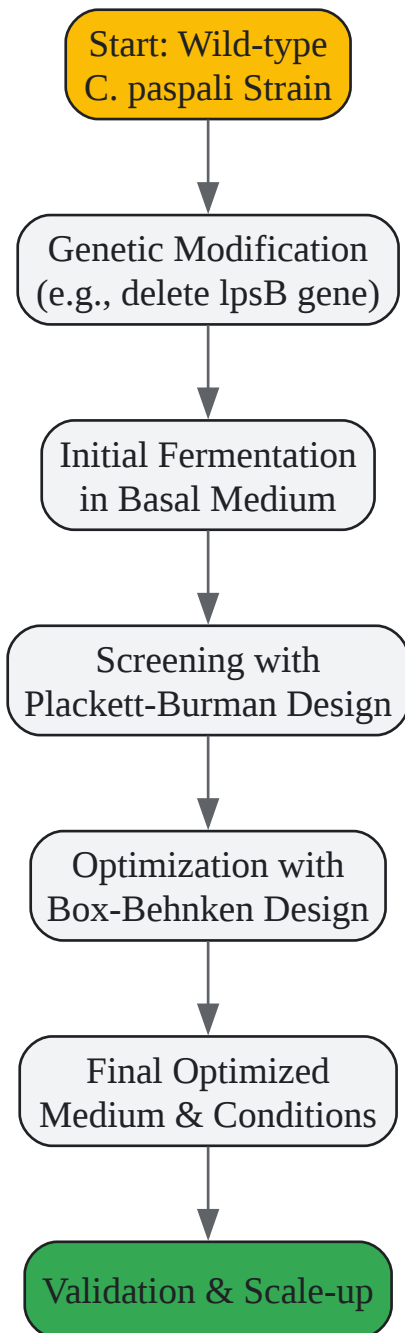 Start: Wild-type
C. paspali Strain
Genetic Modification
(e.g., delete lpsB gene)
Initial Fermentation
in Basal Medium
Screening with
Plackett-Burman Design
Optimization with
Box-Behnken Design
Final Optimized
Medium & Conditions
Validation & Scale-up